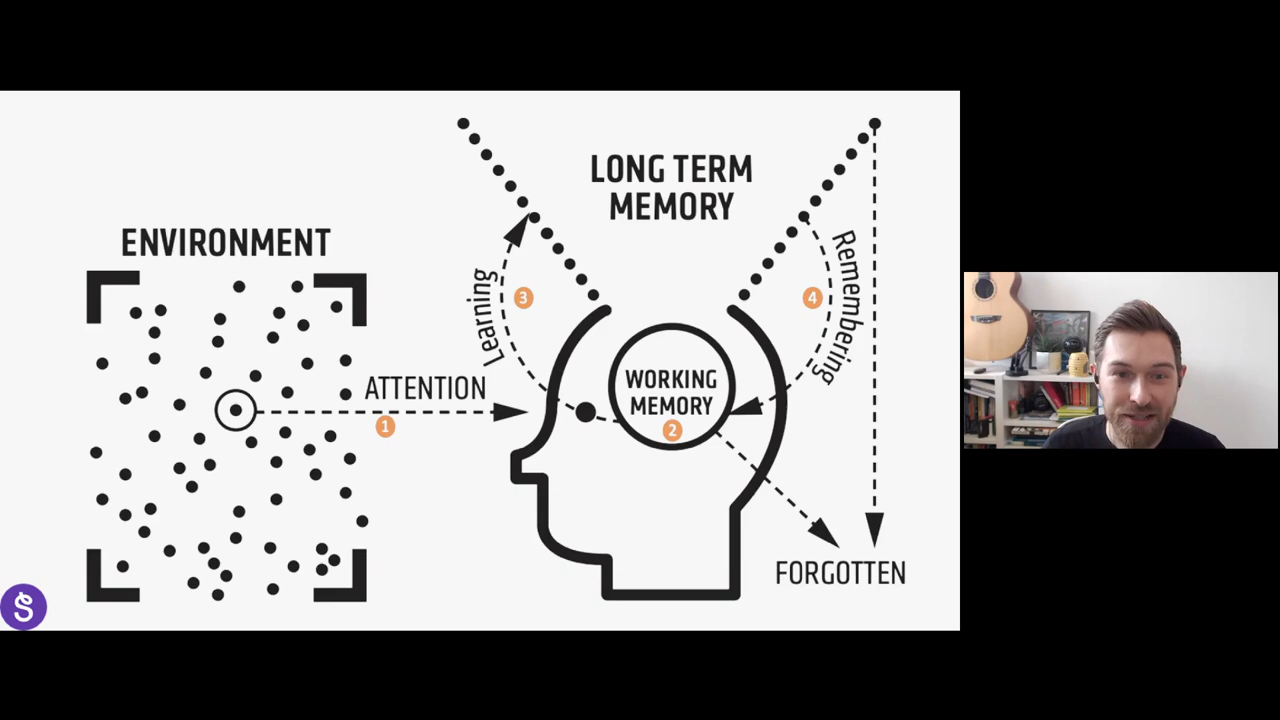 ENVIRONMENT
ATTENTION
1
LONG TERM
MEMORY
Learning
3
4
Remembering
WORKING
MEMORY
2
FORGOTTEN
S